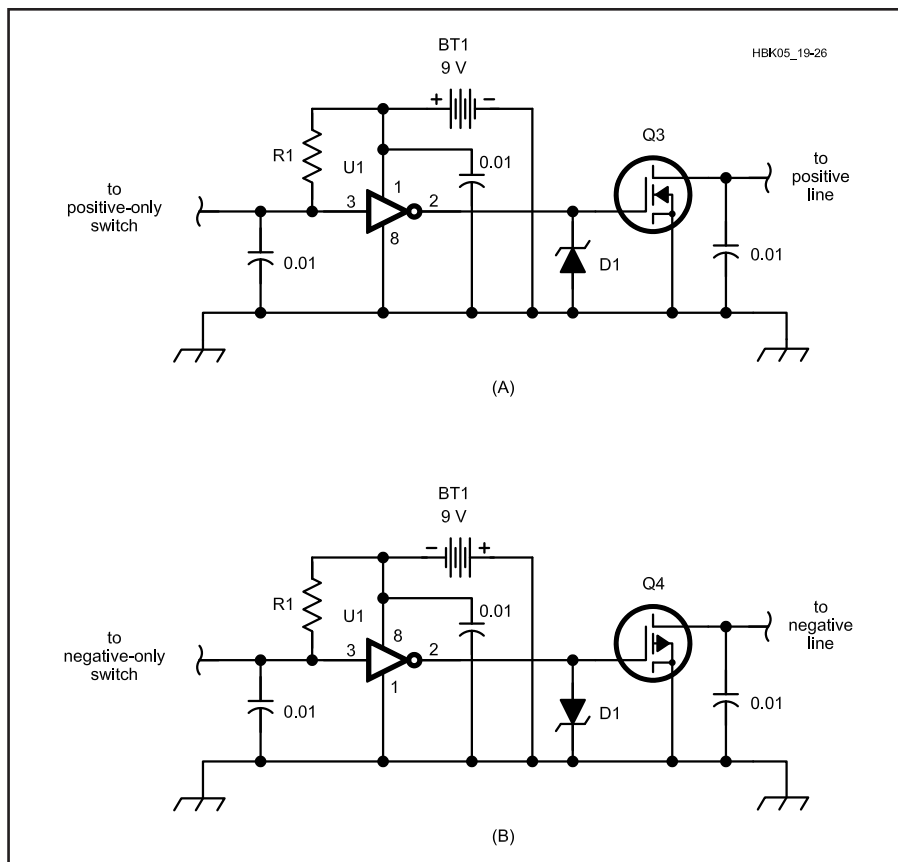 HBK05_19-26
BT1
9 V
+ −
Q3
R1
U1
1
0.01
to
positive
line
to
positive-only
switch
3
2
8
0.01
D1
0.01
(A)
BT1
9 V
− +
Q4
R1
U1
8
0.01
to
negative
line
to
negative-only
switch
3
2
1
0.01
D1
0.01
(B)